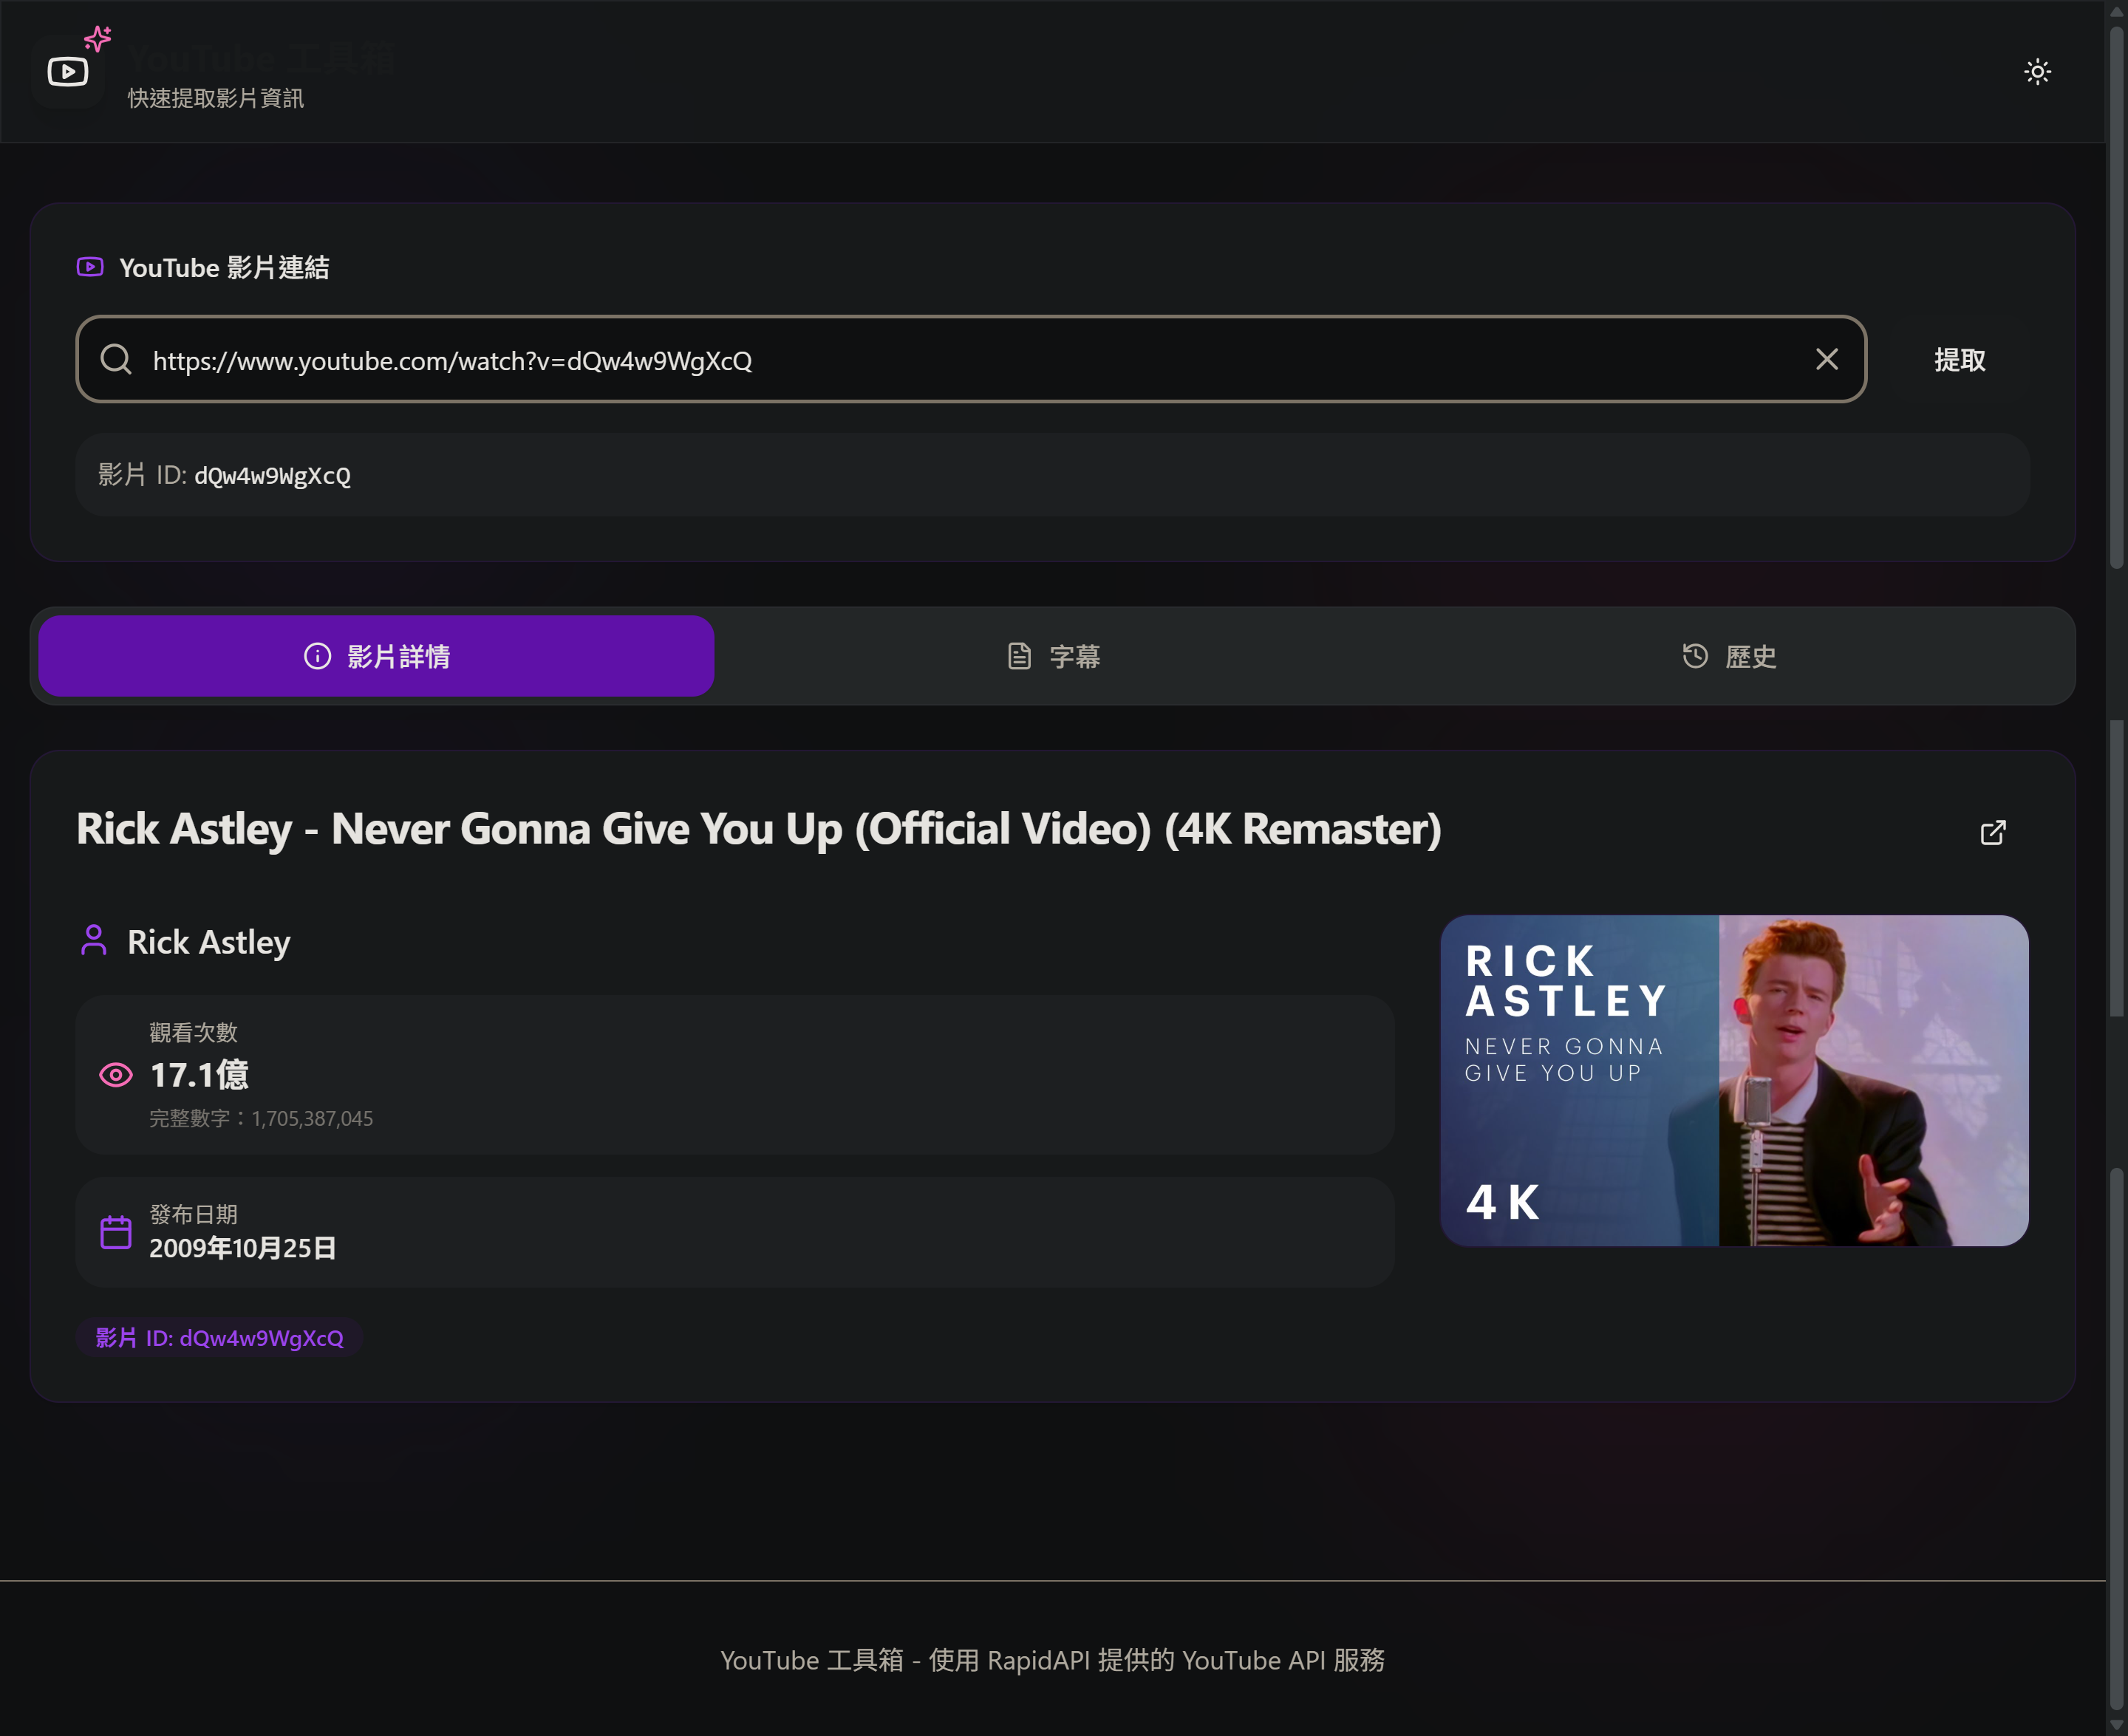 YouTube 工具箱
快速提取影片資訊
YouTube 影片連結
https://www.youtube.com/watch?v=dQw4w9WgXcQ
提取
影片 ID: dQw4w9WgXcQ
影片詳情
字幕
歷史
Rick Astley - Never Gonna Give You Up (Official Video) (4K Remaster)
Rick Astley
觀看次數
17.1億
完整數字：1,705,387,045
發布日期
2009年10月25日
影片 ID: dQw4w9WgXcQ
RICK
ASTLEY
NEVER GONNA
GIVE YOU UP
4K
YouTube 工具箱 - 使用 RapidAPI 提供的 YouTube API 服務